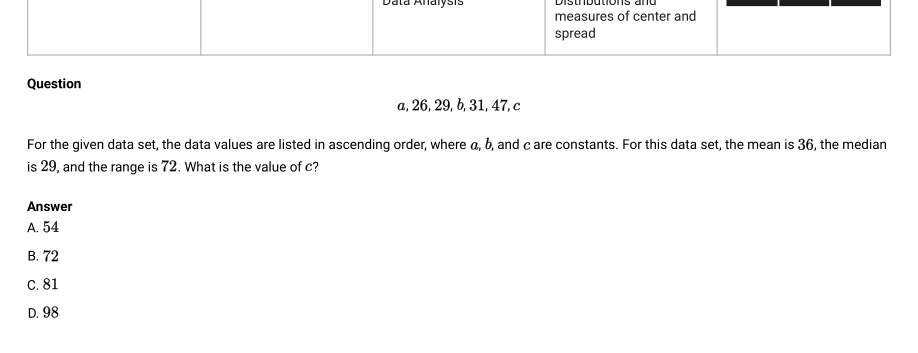 Data Analysis
Distributions and
measures of center and
spread
Question
a, 26, 29, b, 31, 47, c
For the given data set, the data values are listed in ascending order, where a, b, and c are constants. For this data set, the mean is 36, the median
is 29, and the range is 72. What is the value of c?
Answer
A. 54
B. 72
C. 81
D. 98